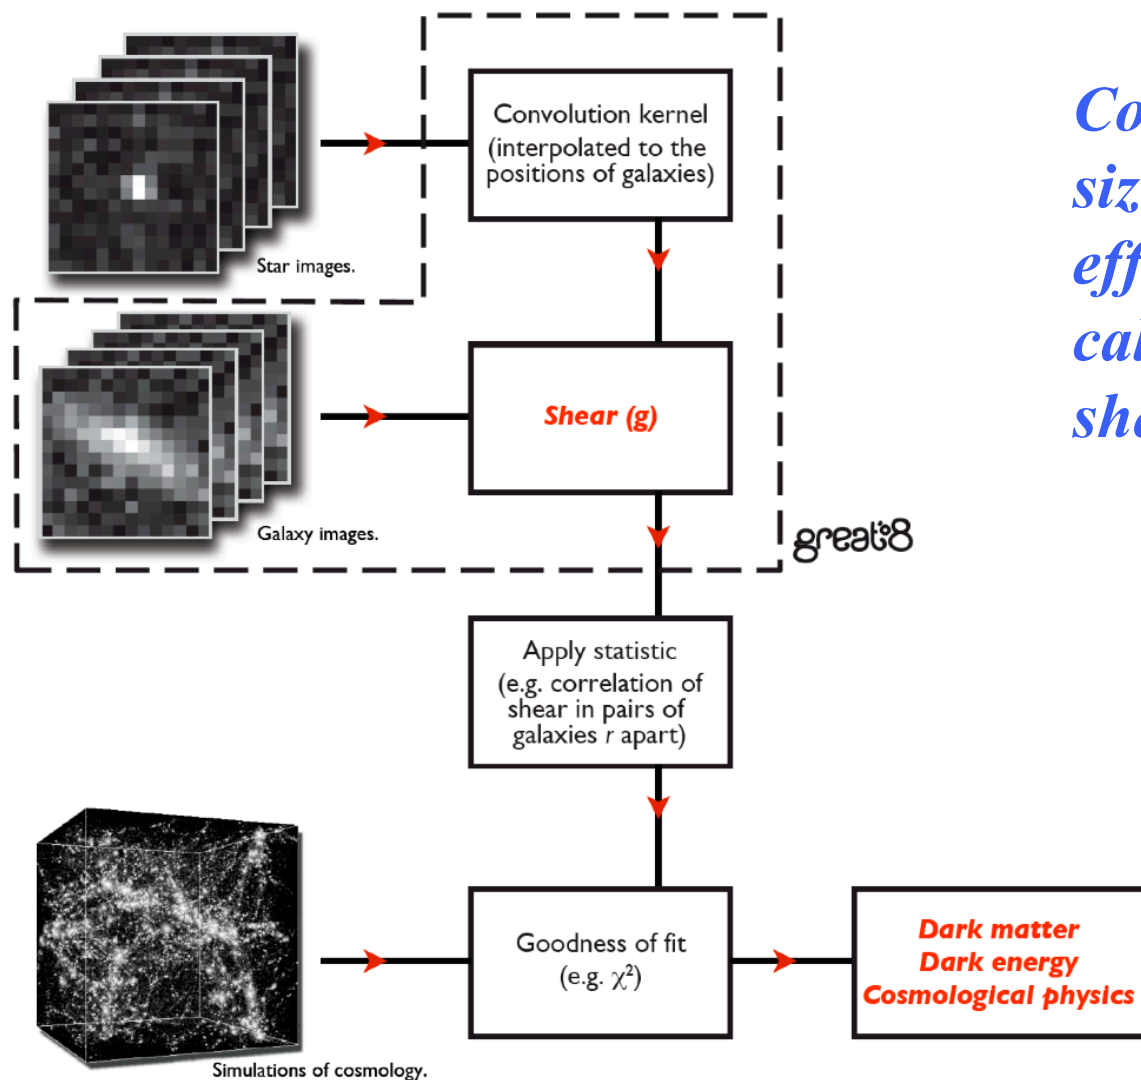 Convolution kernel
(interpolated to the
positions of galaxies)
Star images.
Shear (g)
Galaxy images.
great08
Apply statistic
(e.g. correlation of
shear in pairs of
galaxies r apart)
Goodness of fit
(e.g. χ²)
Dark matter
Dark energy
Cosmological physics
Simulations of cosmology.